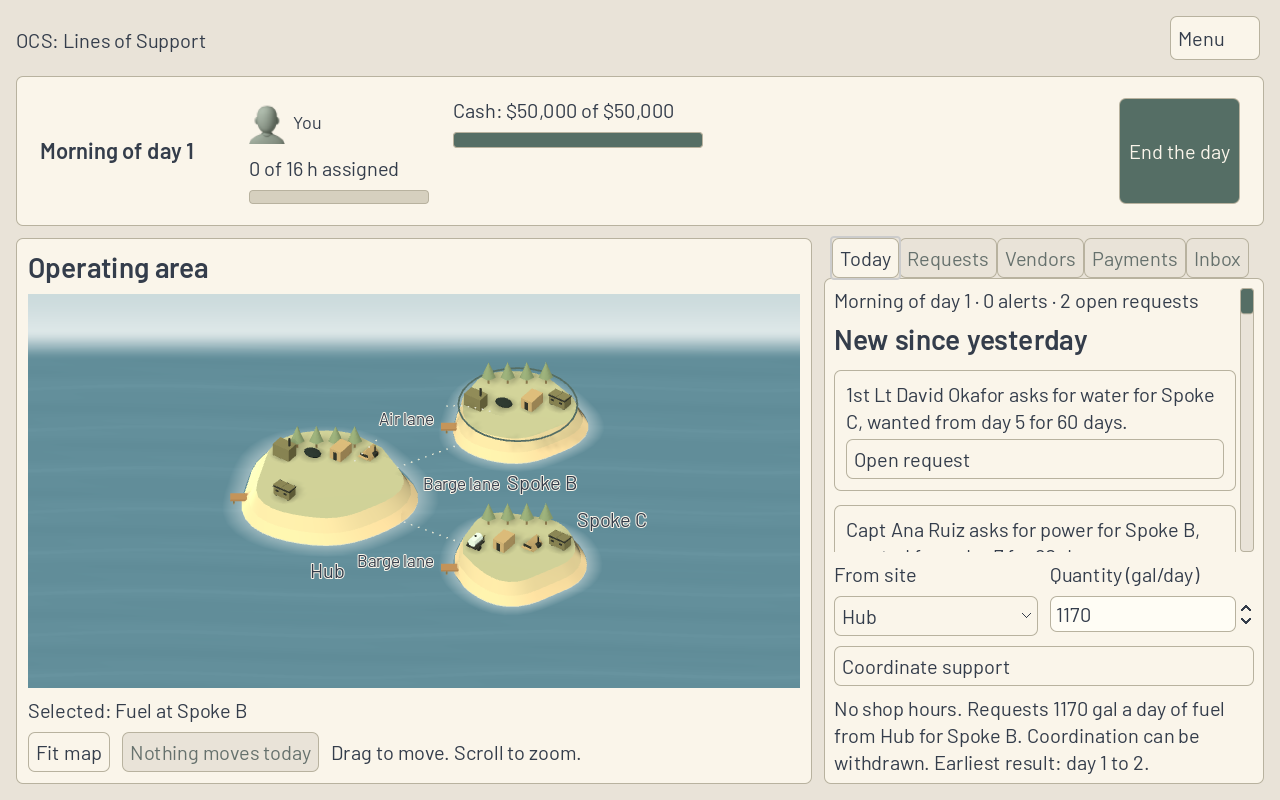 OCS: Lines of Support
Menu
Morning of day 1
You
0 of 16 h assigned
Cash: $50,000 of $50,000
End the day
Operating area
Air lane
Barge lane
Spoke B
Spoke C
Hub
Barge lane
Selected: Fuel at Spoke B
Fit map
Nothing moves today
Drag to move. Scroll to zoom.
Today
Requests
Vendors
Payments
Inbox
Morning of day 1 · 0 alerts · 2 open requests
New since yesterday
1st Lt David Okafor asks for water for Spoke
C, wanted from day 5 for 60 days.
Open request
Capt Ana Ruiz asks for power for Spoke B,
From site
Quantity (gal/day)
Hub
1170
Coordinate support
No shop hours. Requests 1170 gal a day of fuel
from Hub for Spoke B. Coordination can be
withdrawn. Earliest result: day 1 to 2.